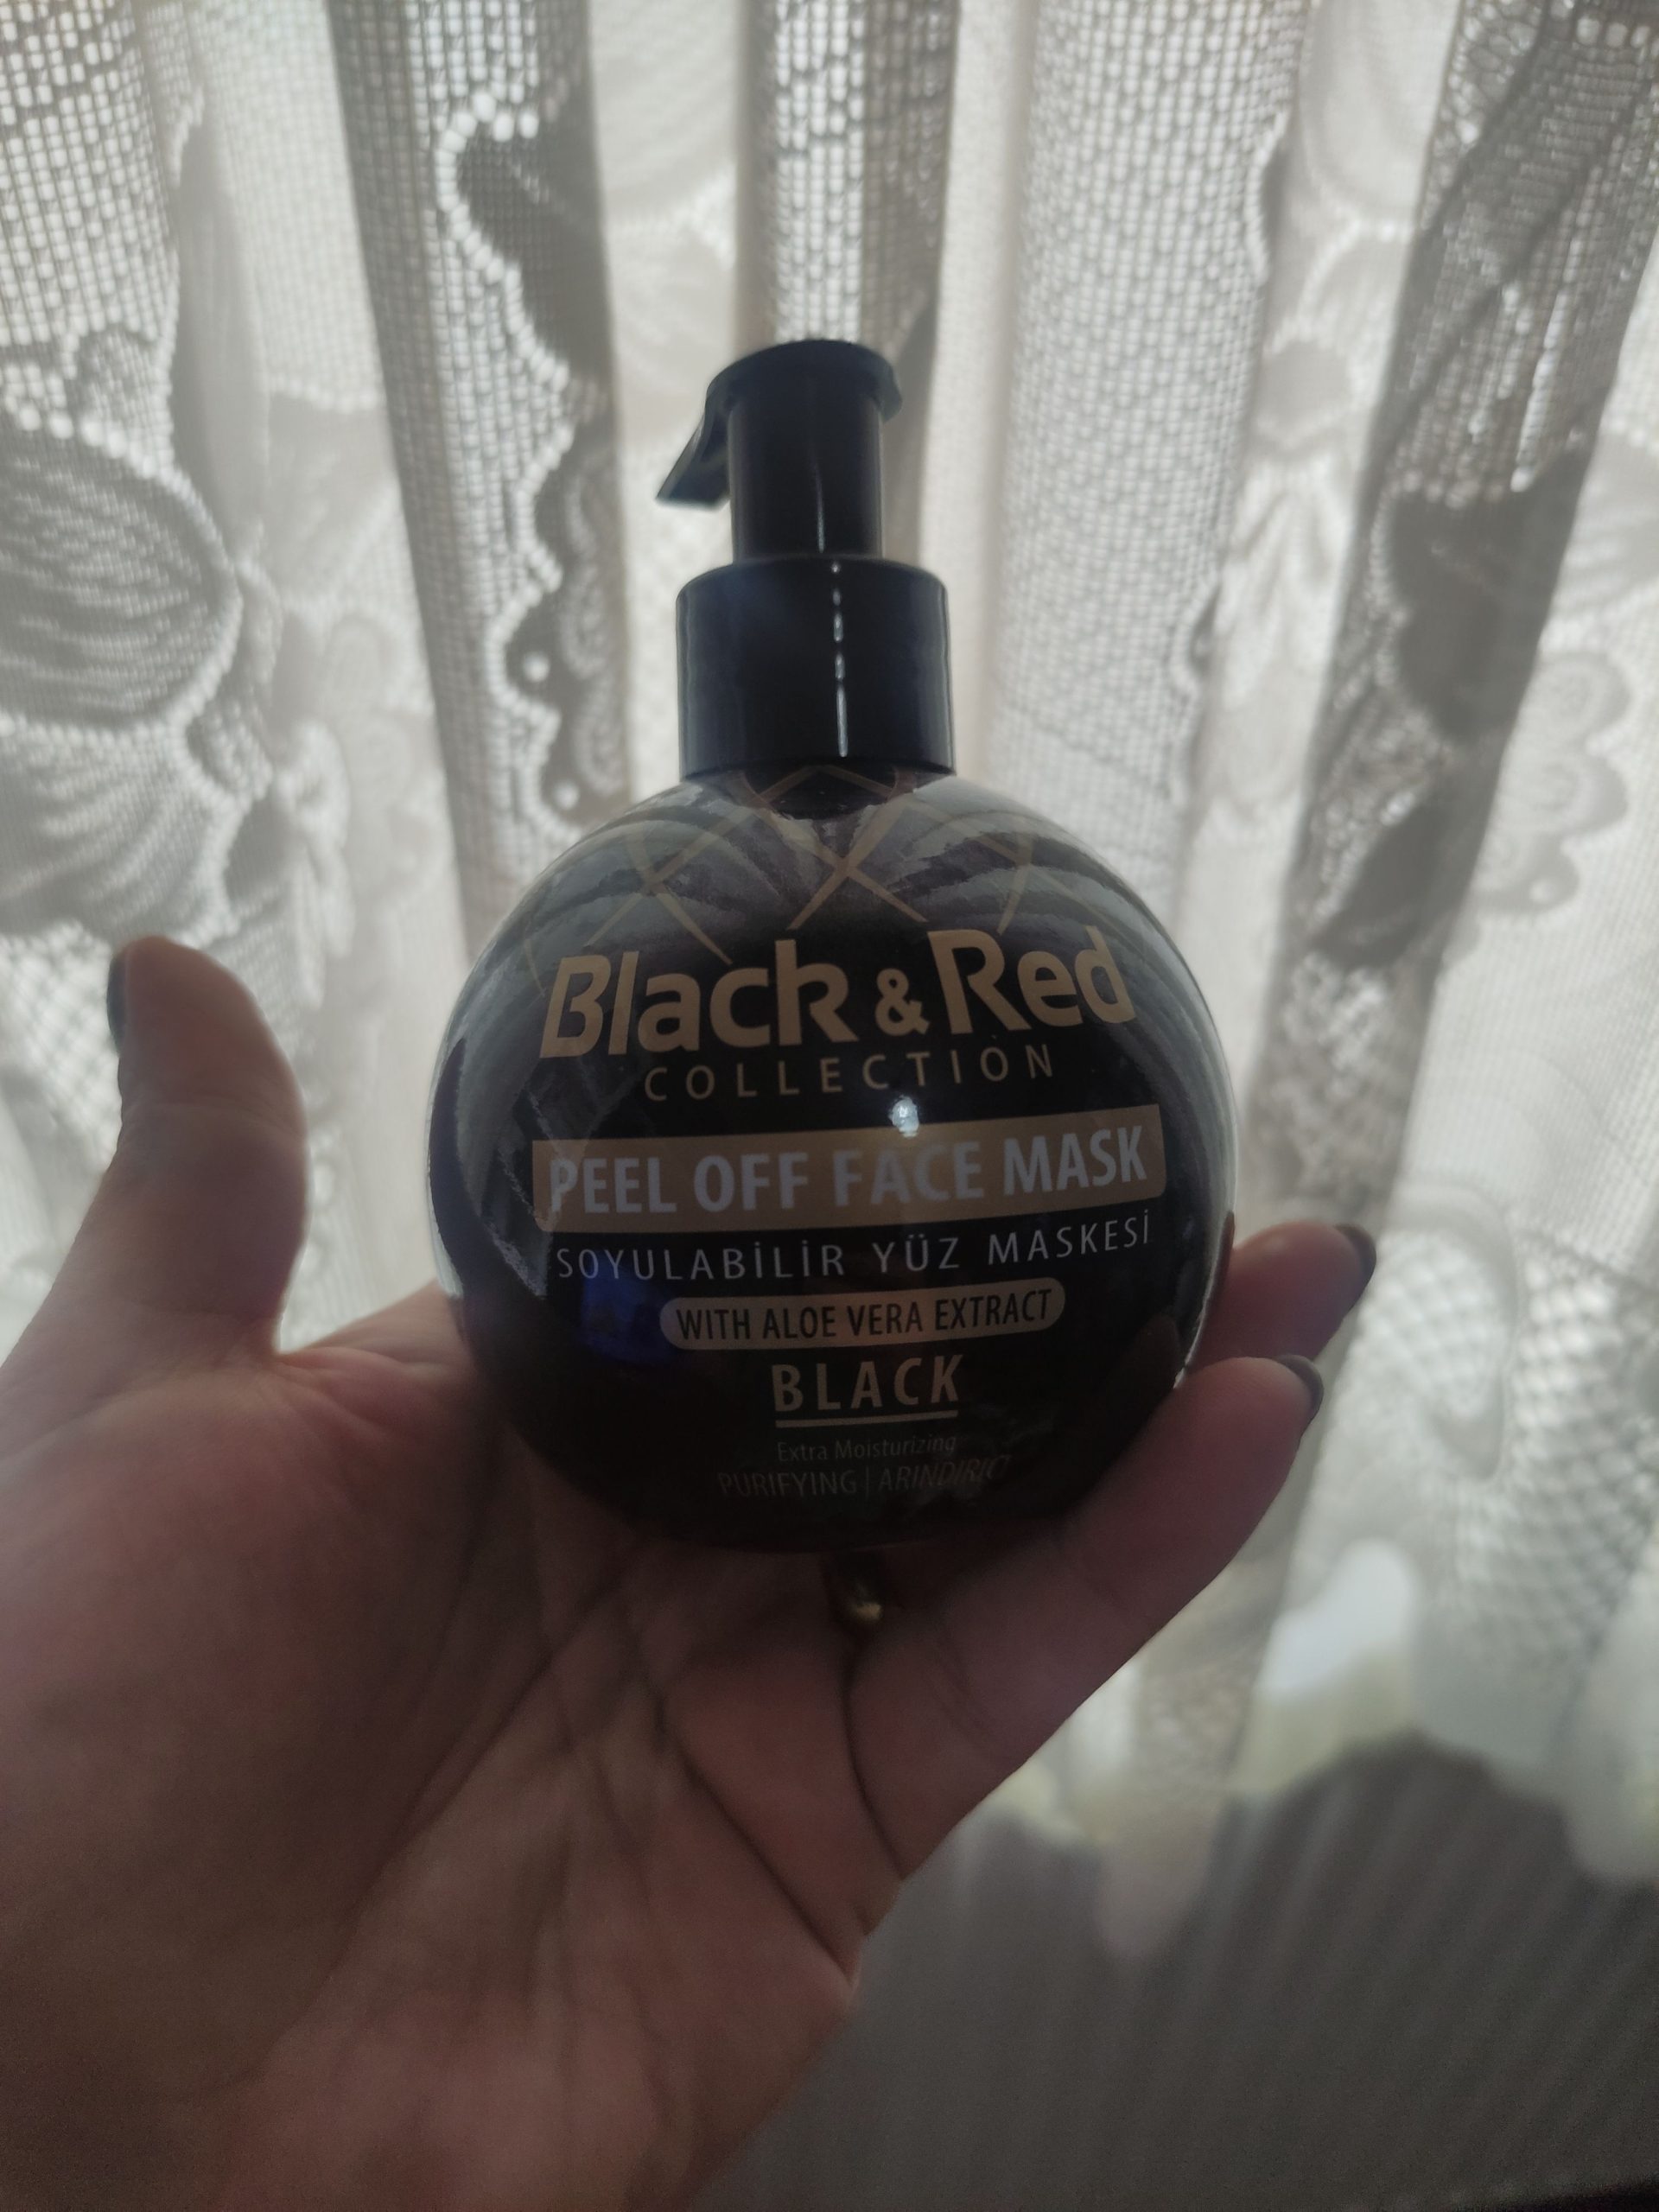 Black & Red
COLLECTION
PEEL OFF FACE MASK
SOYULABİLİR YÜZ MASKESİ
WITH ALOE VERA EXTRACT
BLACK
Extra Moisturizing
PURIFYING | ARINDIRICI